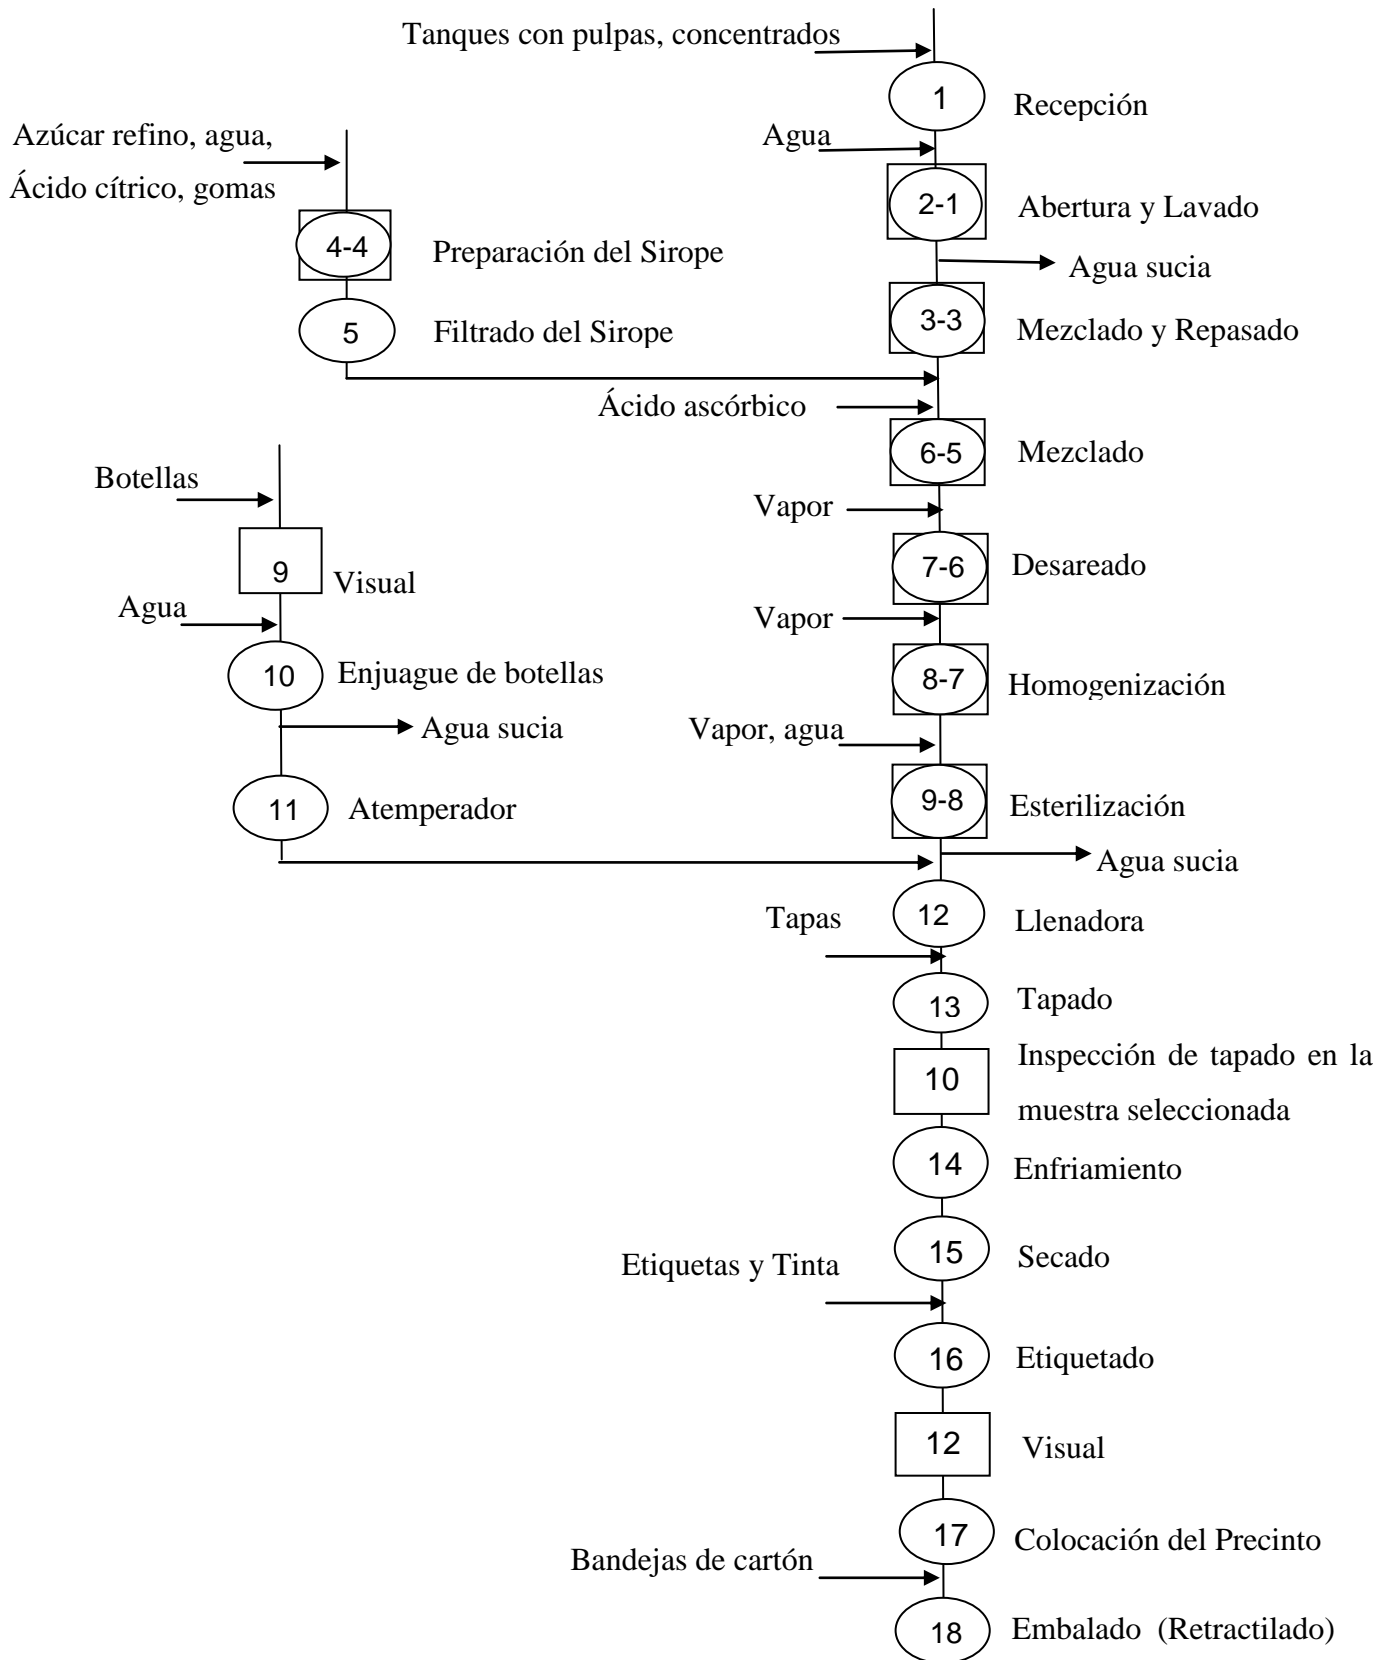 Tanques con pulpas, concentrados
1
Recepción
Agua
Azúcar refino, agua,
Ácido cítrico, gomas
2-1
Abertura y Lavado
4-4
Preparación del Sirope
Agua sucia
3-3
Mezclado y Repasado
5
Filtrado del Sirope
Ácido ascórbico
6-5
Mezclado
Botellas
Vapor
9
Visual
7-6
Desareado
Agua
Vapor
10
Enjuague de botellas
8-7
Homogenización
Agua sucia
Vapor, agua
11
Atemperador
9-8
Esterilización
Agua sucia
12
Llenadora
Tapas
13
Tapado
10
Inspección de tapado en la
muestra seleccionada
14
Enfriamiento
15
Secado
Etiquetas y Tinta
16
Etiquetado
12
Visual
17
Colocación del Precinto
Bandejas de cartón
18
Embalado (Retractilado)